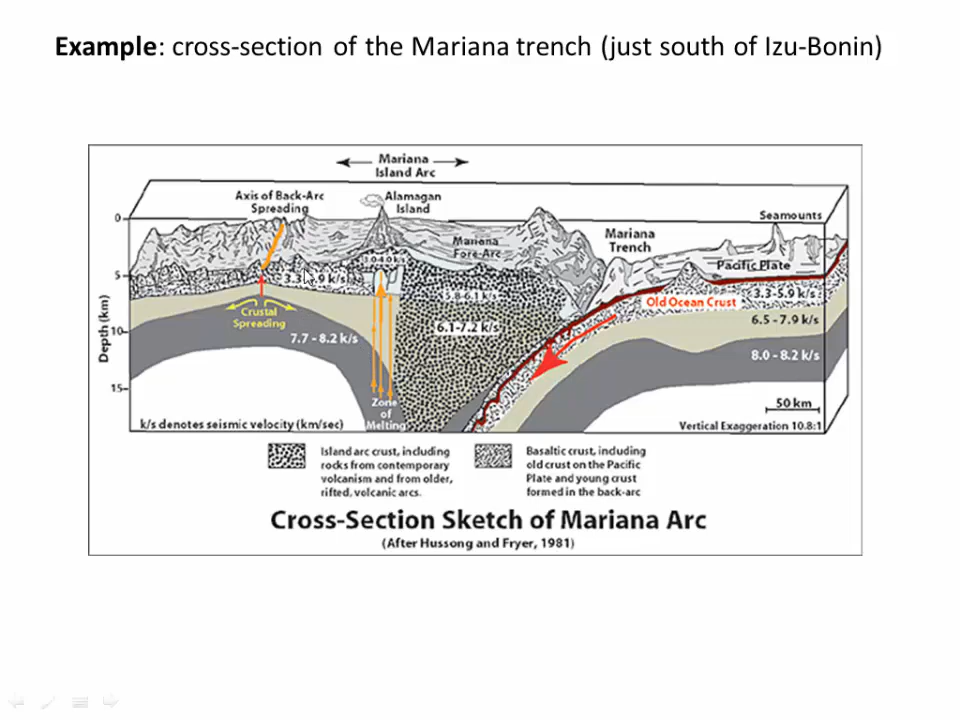 Example: cross-section of the Mariana trench (just south of Izu-Bonin)
Mariana
Island Arc
Axis of Back-Arc
Spreading
Alamagan
Island
Seamounts
Mariana
Fore-Arc
Mariana
Trench
Pacific Plate
0
5
10
15
Depth (km)
3.3
.9 k/s
5.8-6.1 k/s
6.1-7.2 k/s
Old Ocean Crust
3.3-5.9 k/s
6.5 - 7.9 k/s
8.0 - 8.2 k/s
Crustal
Spreading
7.7 - 8.2 k/s
Zone
of
Melting
50 km
k/s denotes seismic velocity (km/sec)
Vertical Exaggeration 10.8:1
Island arc crust, including
rocks from contemporary
volcanism and from older,
rifted, volcanic arcs.
Basaltic crust, including
old crust on the Pacific
Plate and young crust
formed in the back-arc
Cross-Section Sketch of Mariana Arc
(After Hussong and Fryer, 1981)